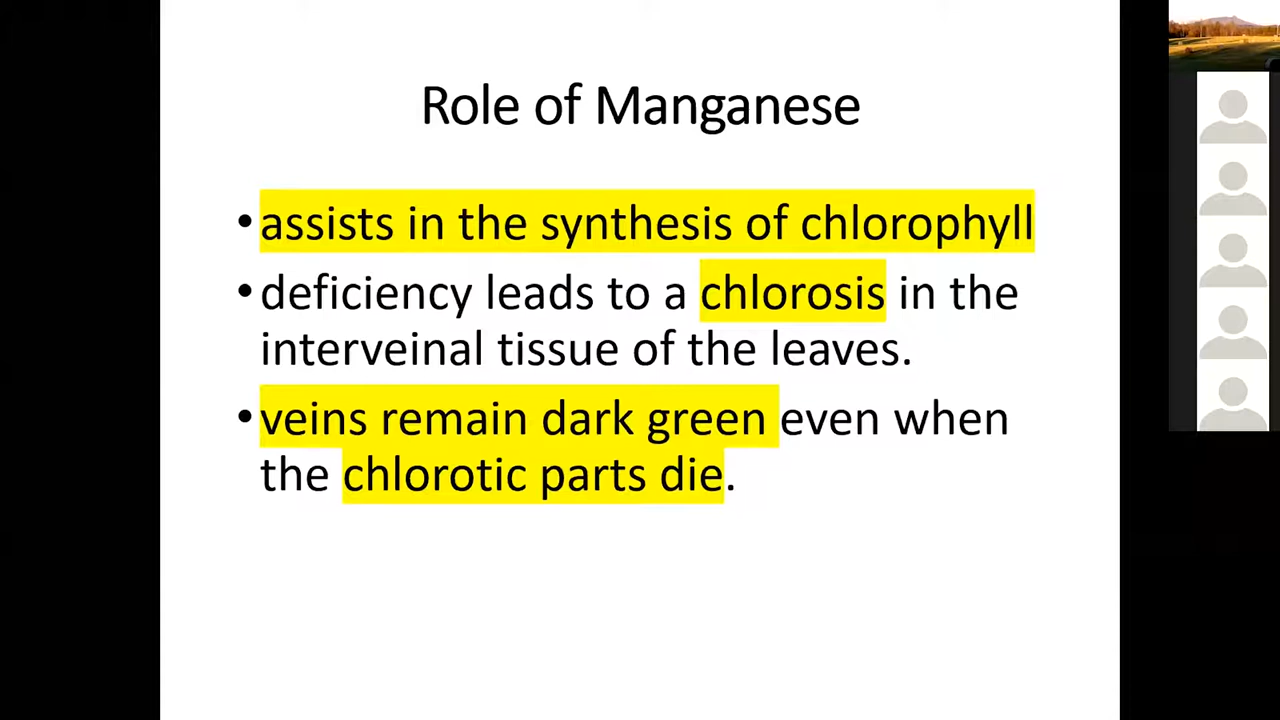 Role of Manganese
•assists in the synthesis of chlorophyll
•deficiency leads to a chlorosis in the
interveinal tissue of the leaves.
•veins remain dark green even when
the chlorotic parts die.